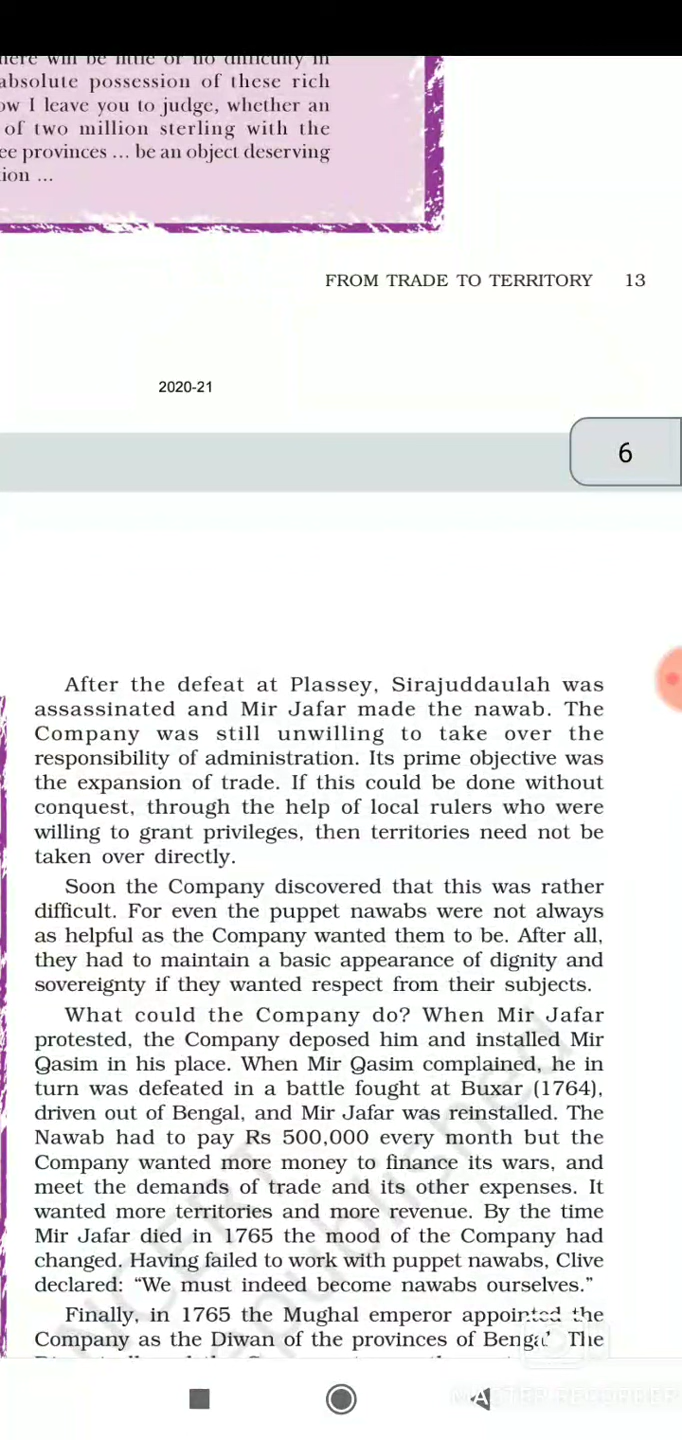 absolute possession of these rich
ow I leave you to judge, whether an
of two million sterling with the
ee provinces ... be an object deserving
ion ...
FROM TRADE TO TERRITORY 13
2020-21
6
After the defeat at Plassey, Sirajuddaulah was
assassinated and Mir Jafar made the nawab. The
Company was still unwilling to take over the
responsibility of administration. Its prime objective was
the expansion of trade. If this could be done without
conquest, through the help of local rulers who were
willing to grant privileges, then territories need not be
taken over directly.
Soon the Company discovered that this was rather
difficult. For even the puppet nawabs were not always
as helpful as the Company wanted them to be. After all,
they had to maintain a basic appearance of dignity and
sovereignty if they wanted respect from their subjects.
What could the Company do? When Mir Jafar
protested, the Company deposed him and installed Mir
Qasim in his place. When Mir Qasim complained, he in
turn was defeated in a battle fought at Buxar (1764),
driven out of Bengal, and Mir Jafar was reinstalled. The
Nawab had to pay Rs 500,000 every month but the
Company wanted more money to finance its wars, and
meet the demands of trade and its other expenses. It
wanted more territories and more revenue. By the time
Mir Jafar died in 1765 the mood of the Company had
changed. Having failed to work with puppet nawabs, Clive
declared: “We must indeed become nawabs ourselves.”
Finally, in 1765 the Mughal emperor appointed the
Company as the Diwan of the provinces of Bengal The